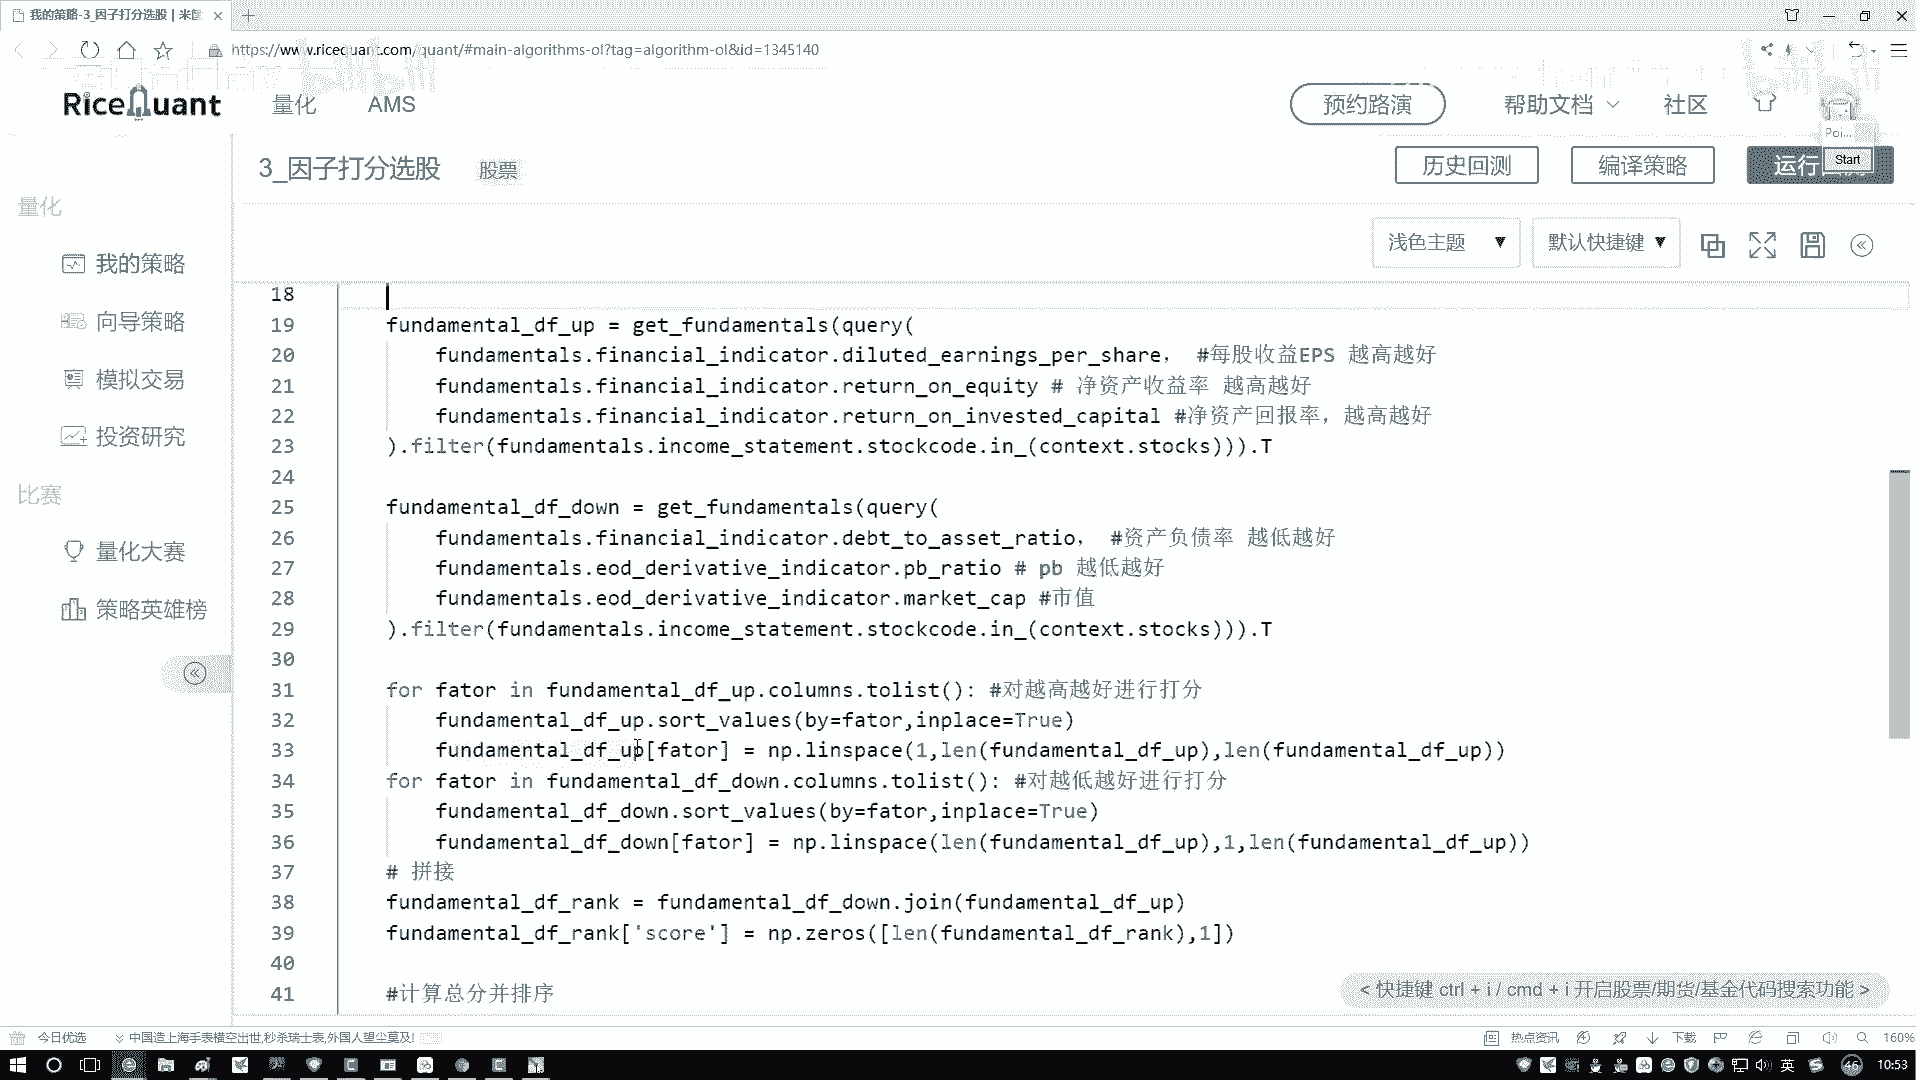 我的策略-3_因子打分选股 | 米筐
https://www.ricequant.com/quant/#main-algorithms-ol?tag=algorithm-ol&id=1345140
RiceQuant 量化 AMS 预约路演 帮助文档 社区
Poi...
3_因子打分选股 股票 历史回测 编译策略 运行回测
Start
量化
浅色主题 ▼ 默认快捷键 ▼
我的策略
向导策略
模拟交易
投资研究
比赛
量化大赛
策略英雄榜
18
19 fundamental_df_up = get_fundamentals(query(
20 fundamentals.financial_indicator.diluted_earnings_per_share， #每股收益EPS 越高越好
21 fundamentals.financial_indicator.return_on_equity # 净资产收益率 越高越好
22 fundamentals.financial_indicator.return_on_invested_capital #净资产回报率，越高越好
23 ).filter(fundamentals.income_statement.stockcode.in_(context.stocks))).T
24
25 fundamental_df_down = get_fundamentals(query(
26 fundamentals.financial_indicator.debt_to_asset_ratio， #资产负债率 越低越好
27 fundamentals.eod_derivative_indicator.pb_ratio # pb 越低越好
28 fundamentals.eod_derivative_indicator.market_cap #市值
29 ).filter(fundamentals.income_statement.stockcode.in_(context.stocks))).T
30
31 for fator in fundamental_df_up.columns.tolist(): #对越高越好进行打分
32 fundamental_df_up.sort_values(by=fator,inplace=True)
33 fundamental_df_up[fator] = np.linspace(1,len(fundamental_df_up),len(fundamental_df_up))
34 for fator in fundamental_df_down.columns.tolist(): #对越低越好进行打分
35 fundamental_df_down.sort_values(by=fator,inplace=True)
36 fundamental_df_down[fator] = np.linspace(len(fundamental_df_up),1,len(fundamental_df_up))
37 # 拼接
38 fundamental_df_rank = fundamental_df_down.join(fundamental_df_up)
39 fundamental_df_rank['score'] = np.zeros([len(fundamental_df_rank),1])
40
41 #计算总分并排序
< 快捷键 ctrl + i / cmd + i 开启股票/期货/基金代码搜索功能 >
今日优选 中国造上海手表横空出世,秒杀瑞士表,外国人望尘莫及! 热点资讯 下载 160%
英 46 10:53